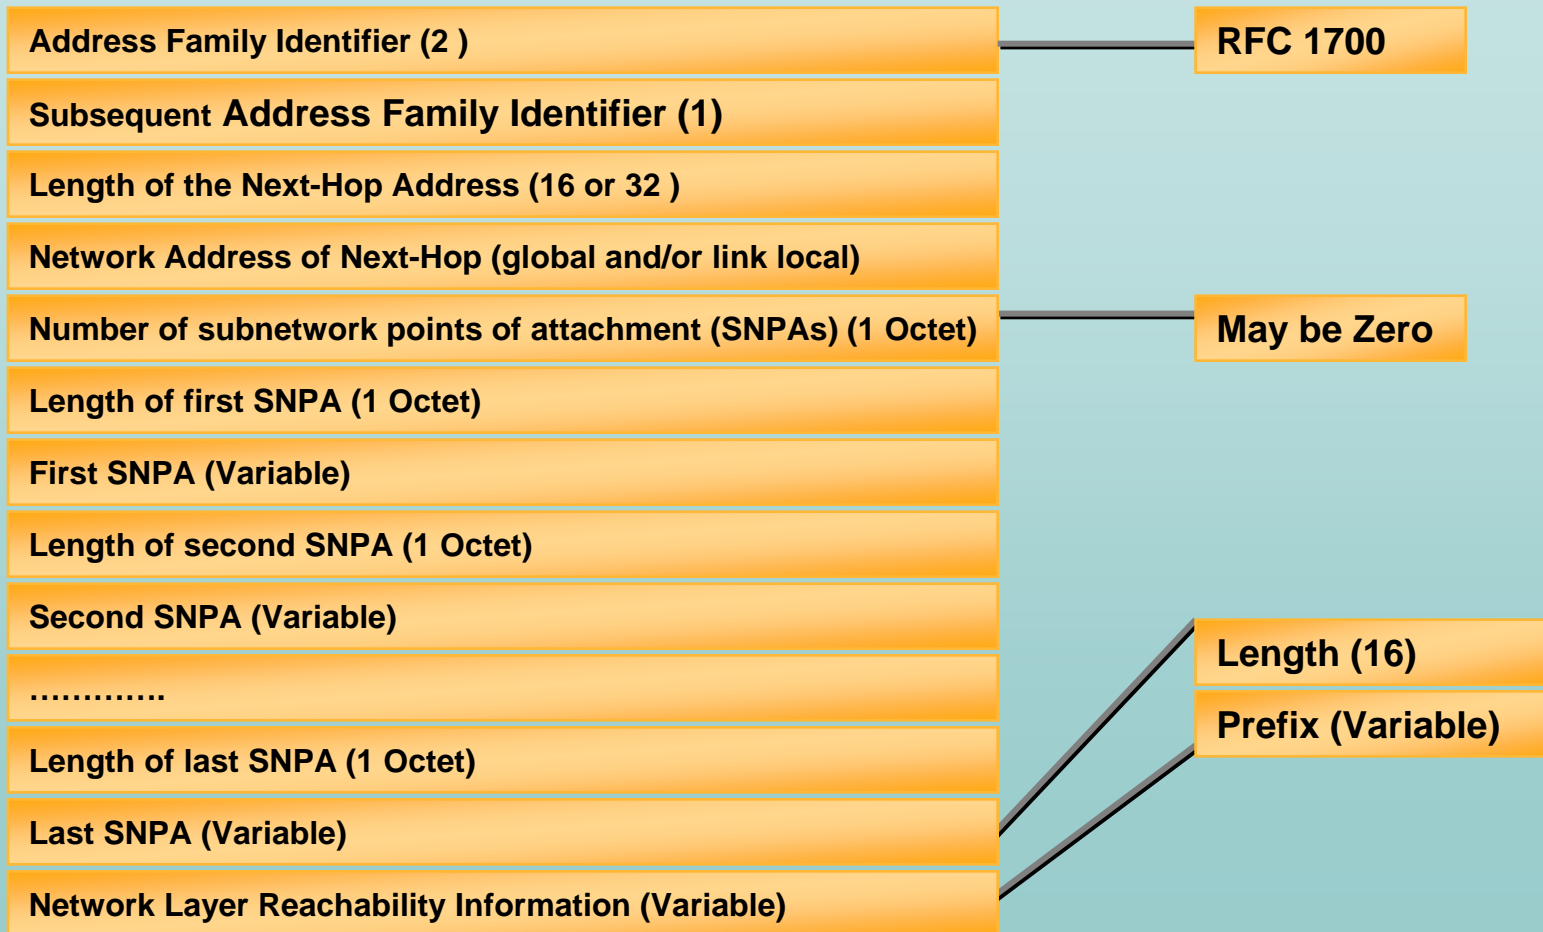 Address Family Identifier (2 )
RFC 1700
Subsequent Address Family Identifier (1)
Length of the Next-Hop Address (16 or 32 )
Network Address of Next-Hop (global and/or link local)
Number of subnetwork points of attachment (SNPAs) (1 Octet)
May be Zero
Length of first SNPA (1 Octet)
First SNPA (Variable)
Length of second SNPA (1 Octet)
Second SNPA (Variable)
Length (16)
………….
Prefix (Variable)
Length of last SNPA (1 Octet)
Last SNPA (Variable)
Network Layer Reachability Information (Variable)